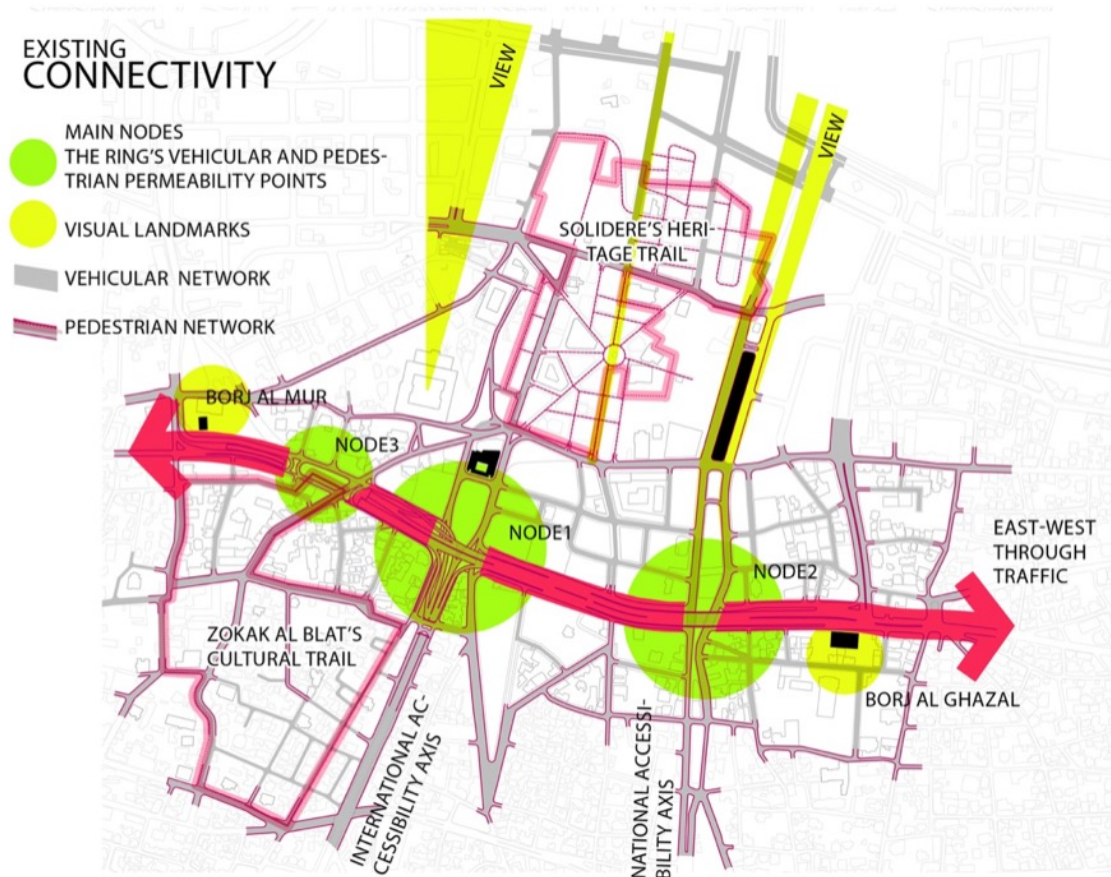 EXISTING
CONNECTIVITY
MAIN NODES
THE RING'S VEHICULAR AND PEDES-
TRIAN PERMEABILITY POINTS
VISUAL LANDMARKS
VEHICULAR NETWORK
PEDESTRIAN NETWORK
VIEW
VIEW
SOLIDERE'S HERI-
TAGE TRAIL
BORJ AL MUR
NODE3
NODE1
NODE2
EAST-WEST
THROUGH
TRAFFIC
ZOKAK AL BLAT'S
CULTURAL TRAIL
BORJ AL GHAZAL
INTERNATIONAL AC-
CESSIBILITY AXIS
NATIONAL ACCESSI-
BILITY AXIS